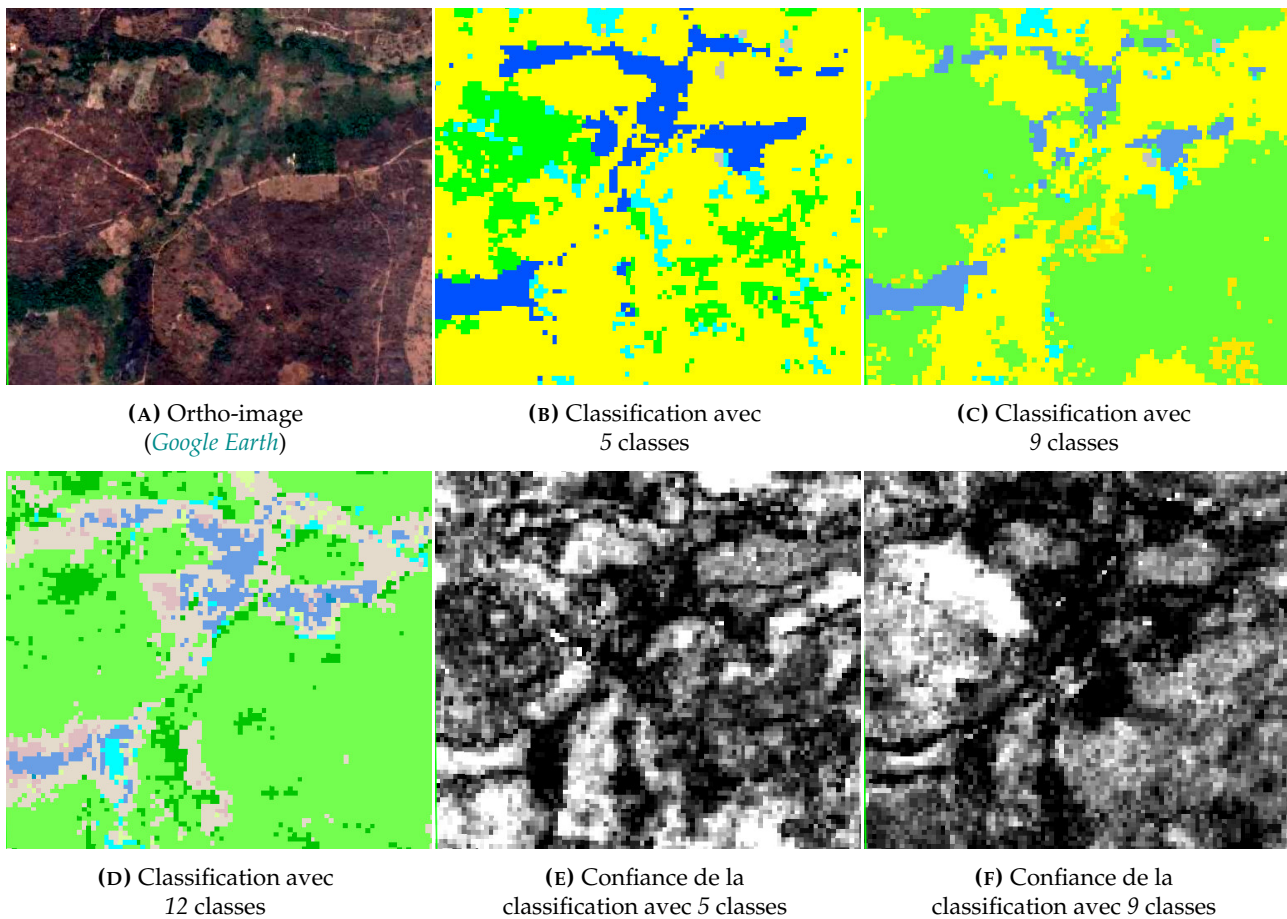 (A) Ortho-image
(Google Earth)
(B) Classification avec
5 classes
(C) Classification avec
9 classes
(D) Classification avec
12 classes
(E) Confiance de la
classification avec 5 classes
(F) Confiance de la
classification avec 9 classes